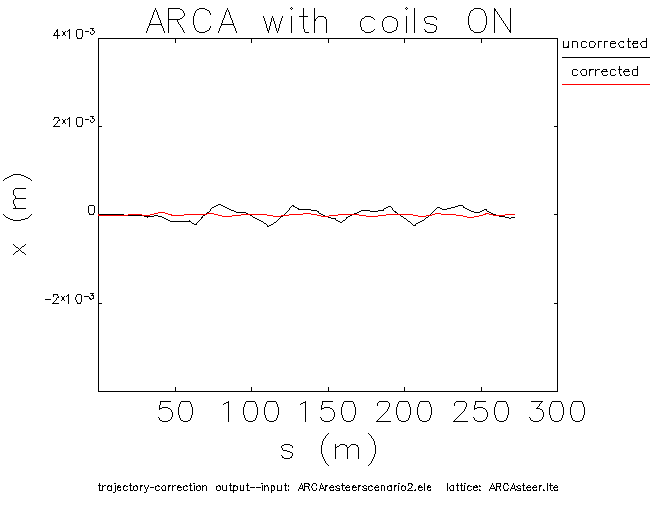 ARCA with coils ON
4×10⁻³
uncorrected
corrected
2×10⁻³
x (m)
0
-2×10⁻³
50 100 150 200 250 300
s (m)
trajectory-correction output--input: ARCAresteerscenario2.ele lattice: ARCAsteer.lte